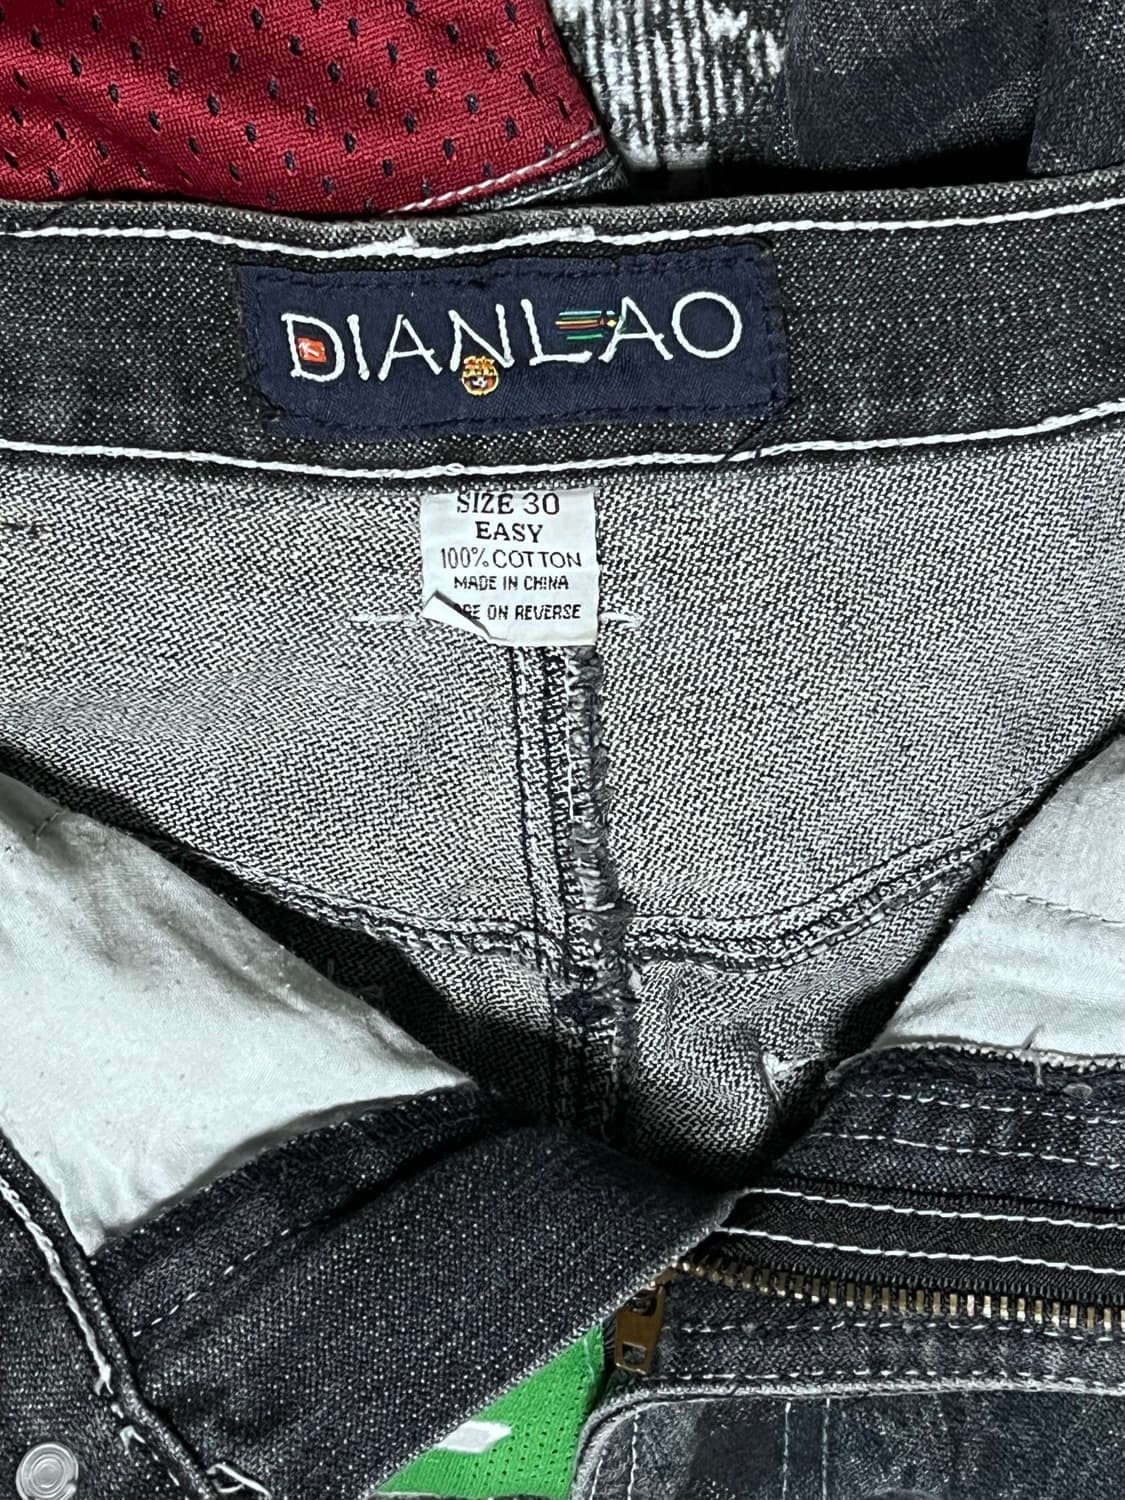 DIANLAO
SIZE 30
EASY
100% COTTON
MADE IN CHINA
ON REVERSE